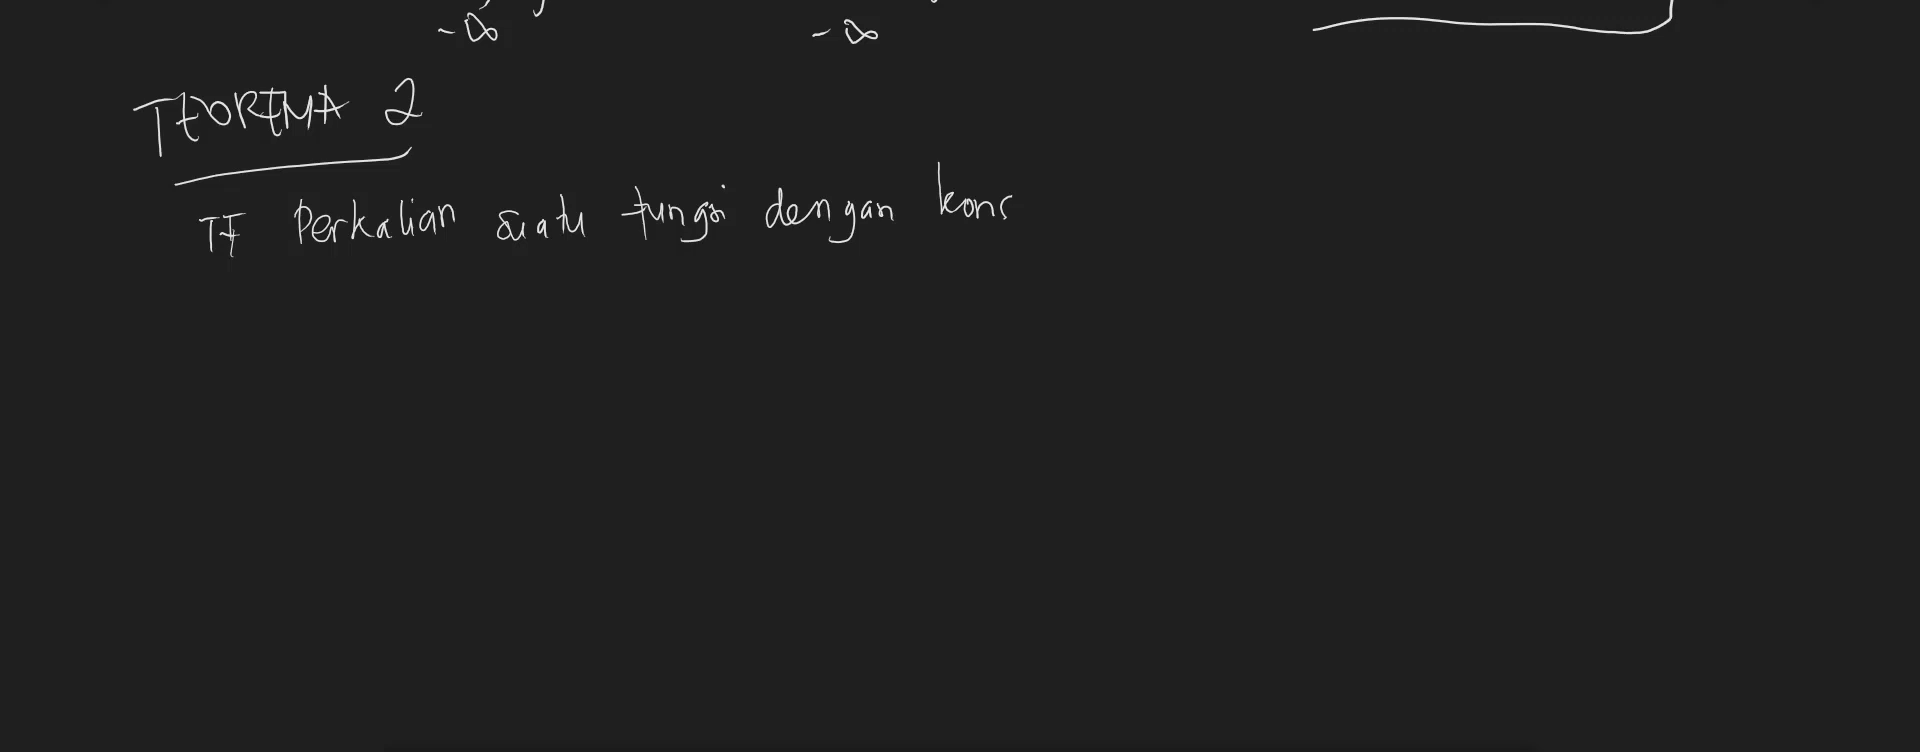 -∞ -∞
TEOREMA 2
TF Perkalian suatu fungsi dengan kons